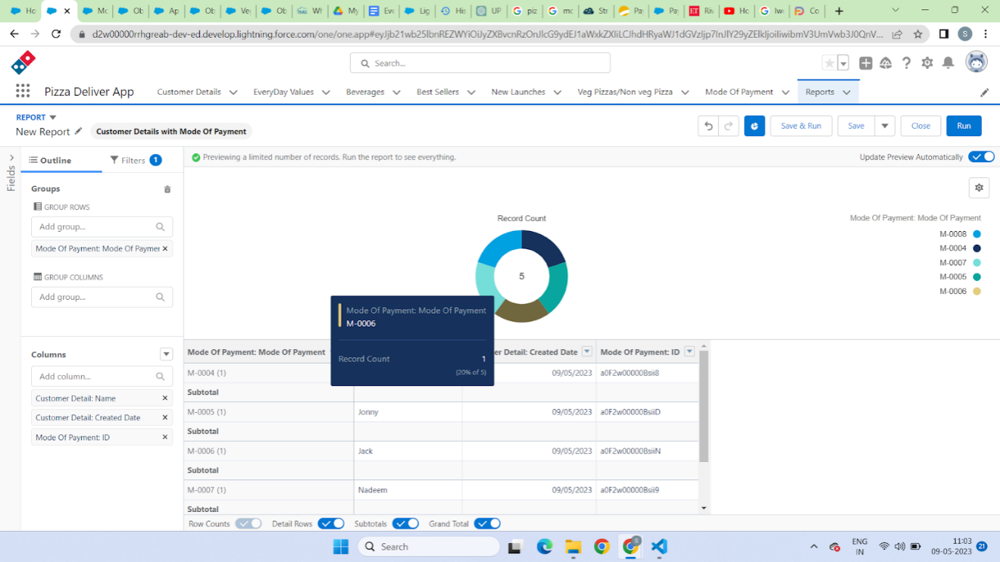 Ho
Mo
Ob
Ap
Ob
Ve
Ob
Wh
My
Eve
Lig
His
UP
piz
mc
Str
Pa
Pa
Ri
Ho
lw
Co
d2w00000rrhgreab-dev-ed.develop.lightning.force.com/one/one.app#
S
Search...
Pizza Deliver App
Customer Details
EveryDay Values
Beverages
Best Sellers
New Launches
Veg Pizzas/Non veg Pizza
Mode Of Payment
Reports
REPORT
New Report
Customer Details with Mode Of Payment
Save & Run
Save
Close
Run
Fields
Outline
Filters 1
Previewing a limited number of records. Run the report to see everything.
Update Preview Automatically
Groups
GROUP ROWS
Add group...
Mode Of Payment: Mode Of Paymer
GROUP COLUMNS
Add group...
Columns
Add column...
Customer Detail: Name
Customer Detail: Created Date
Mode Of Payment: ID
Record Count
5
Mode Of Payment: Mode Of Payment
M-0008
M-0004
M-0007
M-0005
M-0006
Mode Of Payment: Mode Of Payment
M-0006
Record Count 1
(20% of 5)
Mode Of Payment: Mode Of Payment er Detail: Created Date Mode Of Payment: ID
M-0004 (1) 09/05/2023 a0F2w00000Bsii8
Subtotal
M-0005 (1) Jonny 09/05/2023 a0F2w00000BsiiD
Subtotal
M-0006 (1) Jack 09/05/2023 a0F2w00000BsiiN
Subtotal
M-0007 (1) Nadeem 09/05/2023 a0F2w00000Bsii9
Subtotal
Row Counts Detail Rows Subtotals Grand Total
Search
S
ENG
IN
11:03
09-05-2023
21